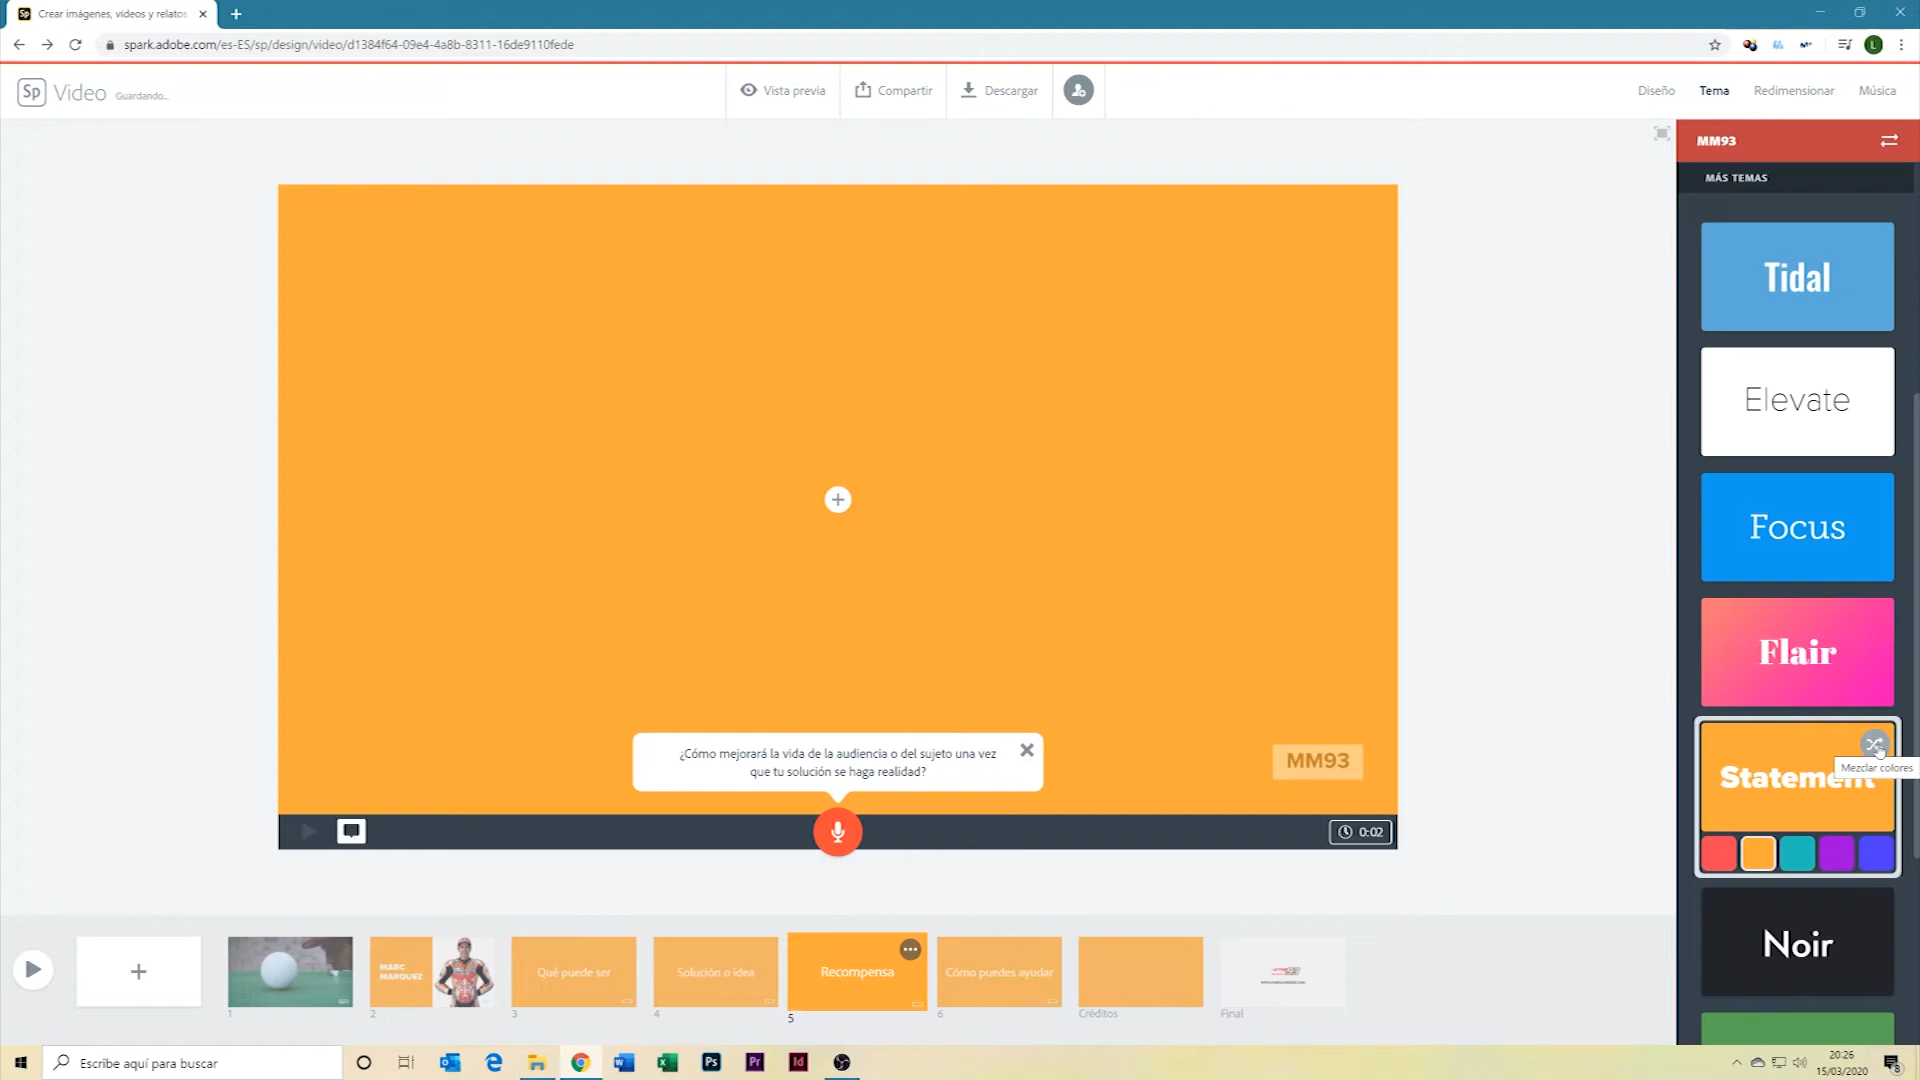 Crear imágenes, vídeos y relatos
spark.adobe.com/es-ES/sp/design/video/d1384f64-09e4-4a8b-8311-16de9110fede
Sp Video Guardando...
Vista previa
Compartir
Descargar
Diseño
Tema
Redimensionar
Música
MM93
MÁS TEMAS
Tidal
Elevate
Focus
Flair
Statement
Mezclar colores
Noir
¿Cómo mejorará la vida de la audiencia o del sujeto una vez
que tu solución se haga realidad?
MM93
0:02
MARC
MARQUEZ
Qué puede ser
Solución o idea
Recompensa
Cómo puedes ayudar
1
2
3
4
5
6
Créditos
Final
Escribe aquí para buscar
20:26
15/03/2020